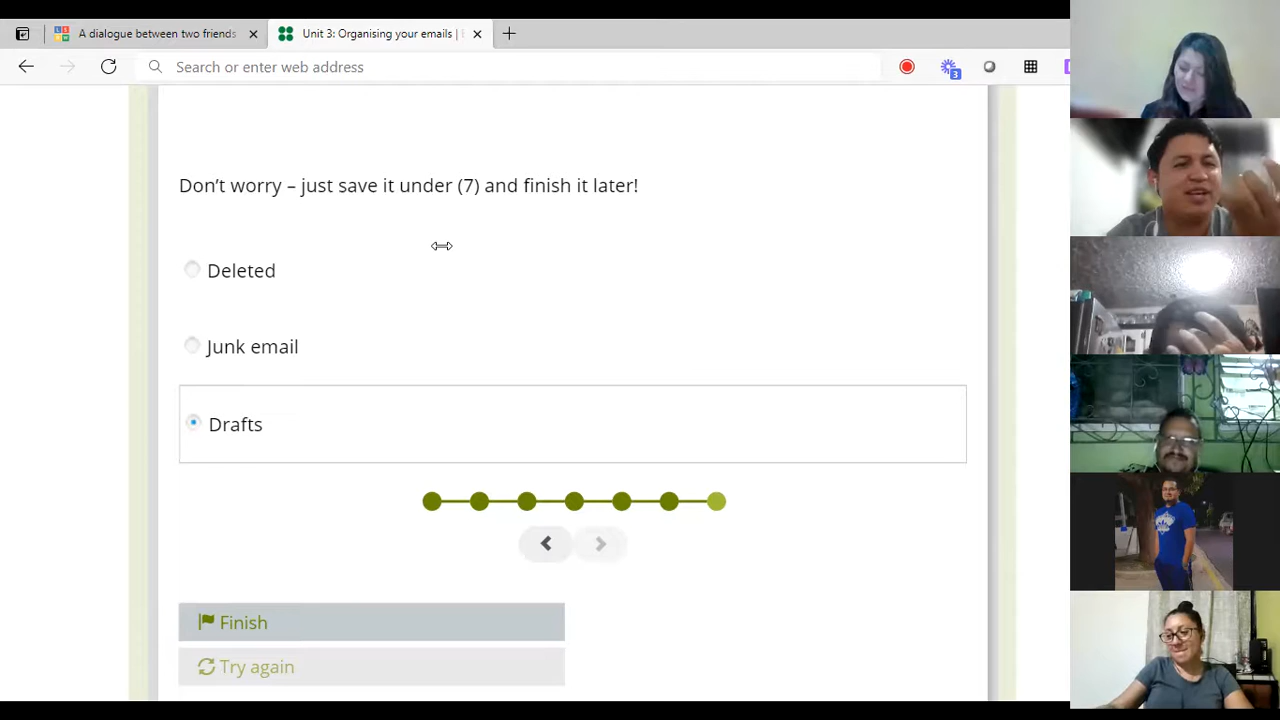 A dialogue between two friends
Unit 3: Organising your emails |
Search or enter web address
3
Don't worry – just save it under (7) and finish it later!
Deleted
Junk email
Drafts
Finish
Try again